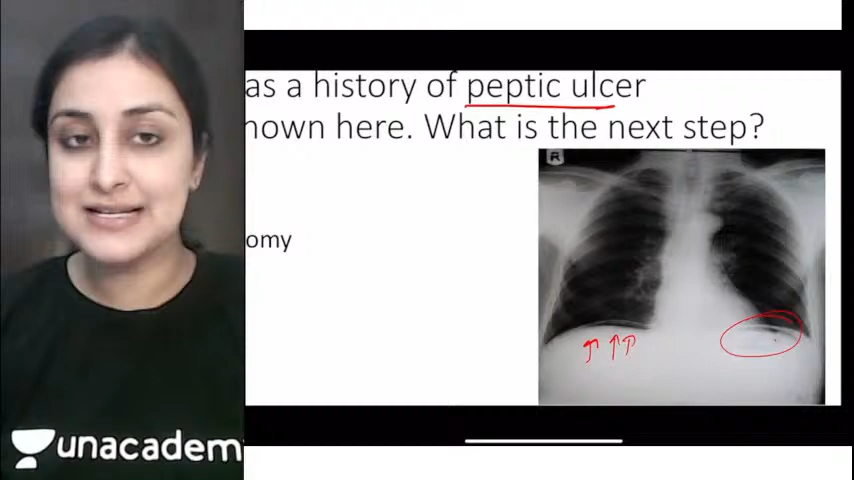 as a history of peptic ulcer
hown here. What is the next step?
R
omy
unacadem